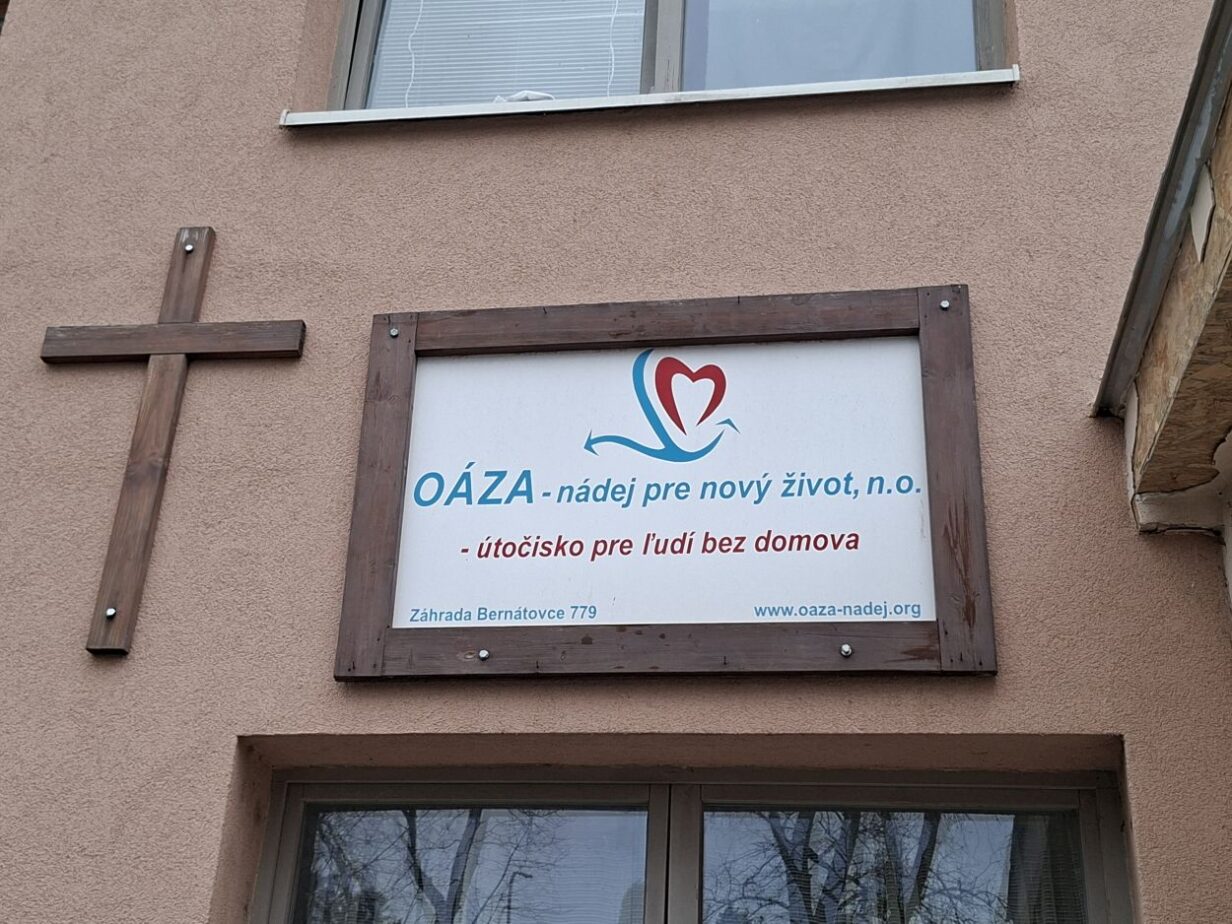 OÁZA - nádej pre nový život, n.o.
- útočisko pre ľudí bez domova
Záhrada Bernátovce 779
www.oaza-nadej.org